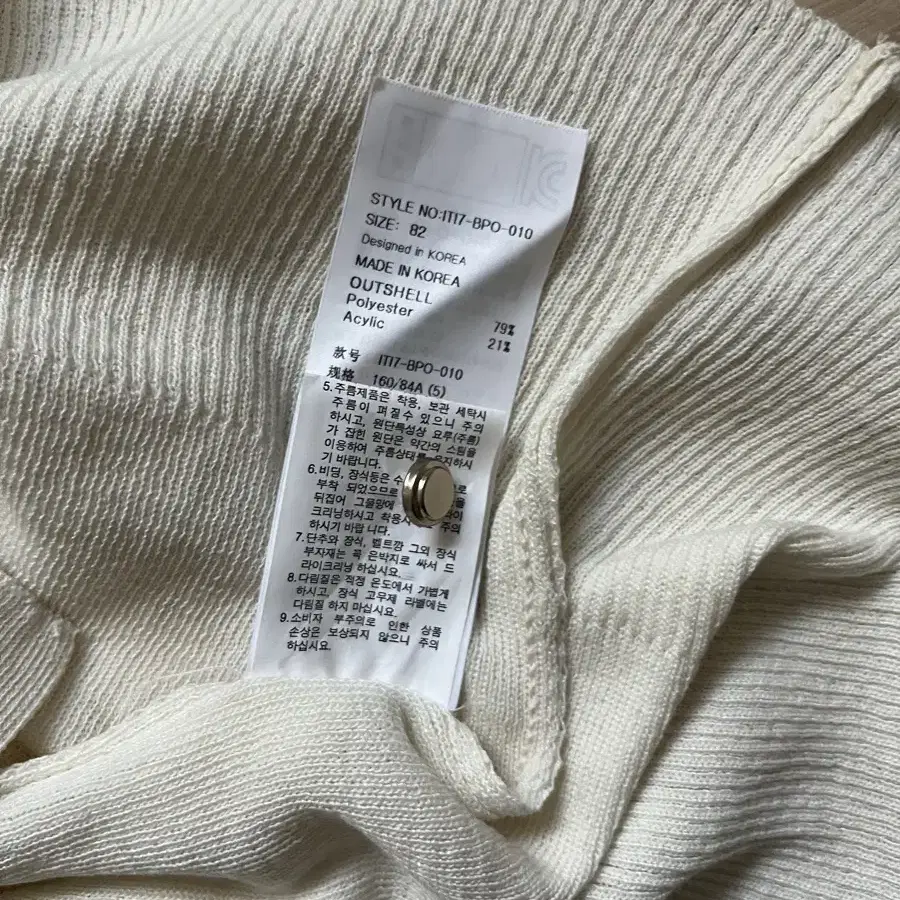 KC
STYLE NO:ITI7-BPO-010
SIZE: 82
Designed in KOREA
MADE IN KOREA
OUTSHELL
Polyester 79%
Acylic 21%
款号 ITI7-BPO-010
规格 160/84A (5)
5.주름제품은 착용, 보관 세탁시
주름이 펴질수 있으니 주의
하시고, 원단특성상 요루(주름)
가 잡힌 원단은 약간의 스팀을
이용하여 주름상태를 유지하시
기 바랍니다.
6.비딩, 장식등은 수
부착 되었으므로
뒤집어 그물망에
크리닝하시고 착용시 주의
하시기 바랍니다.
7.단추와 장식, 벨트깡 그외 장식
부자재는 꼭 은박지로 싸서 드
라이크리닝 하십시요.
8.다림질은 적정 온도에서 가볍게
하시고, 장식 고무제 라벨에는
다림질 하지 마십시요.
9.소비자 부주의로 인한 상품
손상은 보상되지 않으니 주의
하십시요.